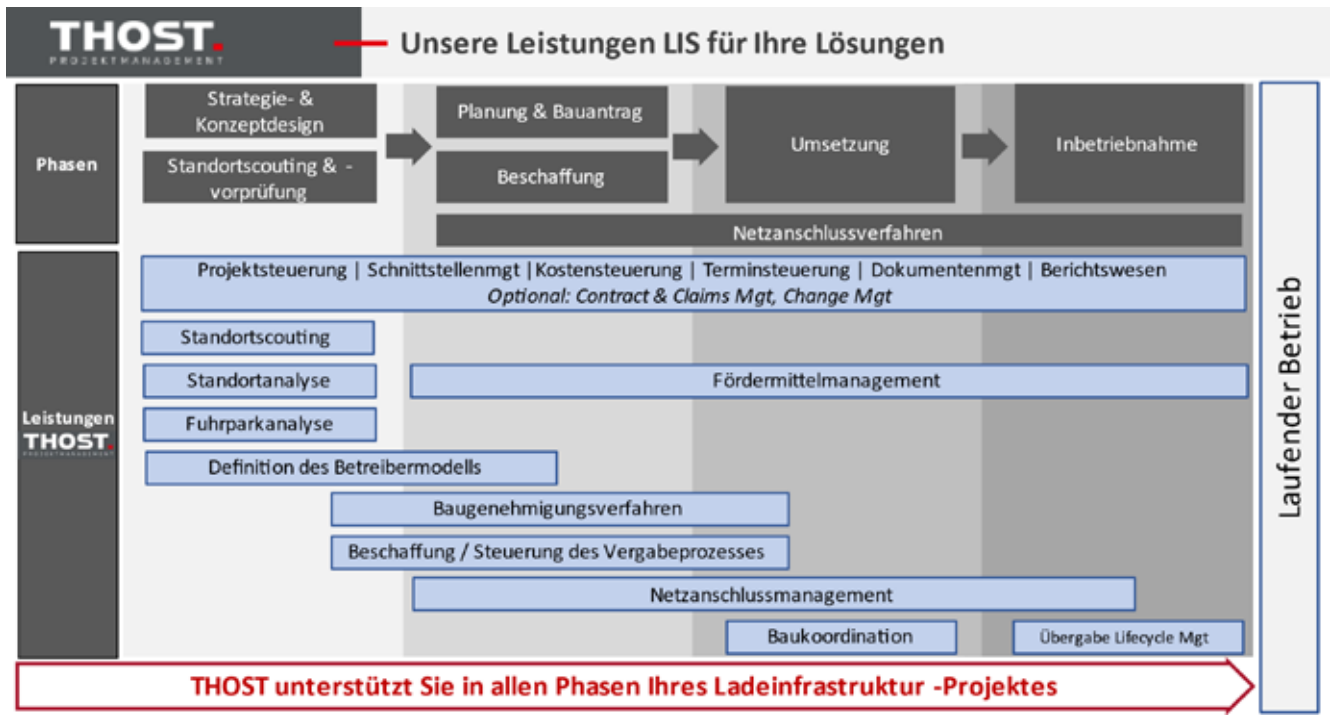 THOST.
PROJEKTMANAGEMENT
Unsere Leistungen LIS für Ihre Lösungen
Phasen
Strategie- &
Konzeptdesign
Standortscouting & -
vorprüfung
Planung & Bauantrag
Beschaffung
Umsetzung
Inbetriebnahme
Netzanschlussverfahren
Leistungen
THOST.
PROJEKTMANAGEMENT
Projektsteuerung | Schnittstellenmgt |Kostensteuerung | Terminsteuerung | Dokumentenmgt | Berichtswesen
Optional: Contract & Claims Mgt, Change Mgt
Standortscouting
Standortanalyse
Fördermittelmanagement
Fuhrparkanalyse
Definition des Betreibermodells
Baugenehmigungsverfahren
Beschaffung / Steuerung des Vergabeprozesses
Netzanschlussmanagement
Baukoordination
Übergabe Lifecycle Mgt
Laufender Betrieb
THOST unterstützt Sie in allen Phasen Ihres Ladeinfrastruktur -Projektes